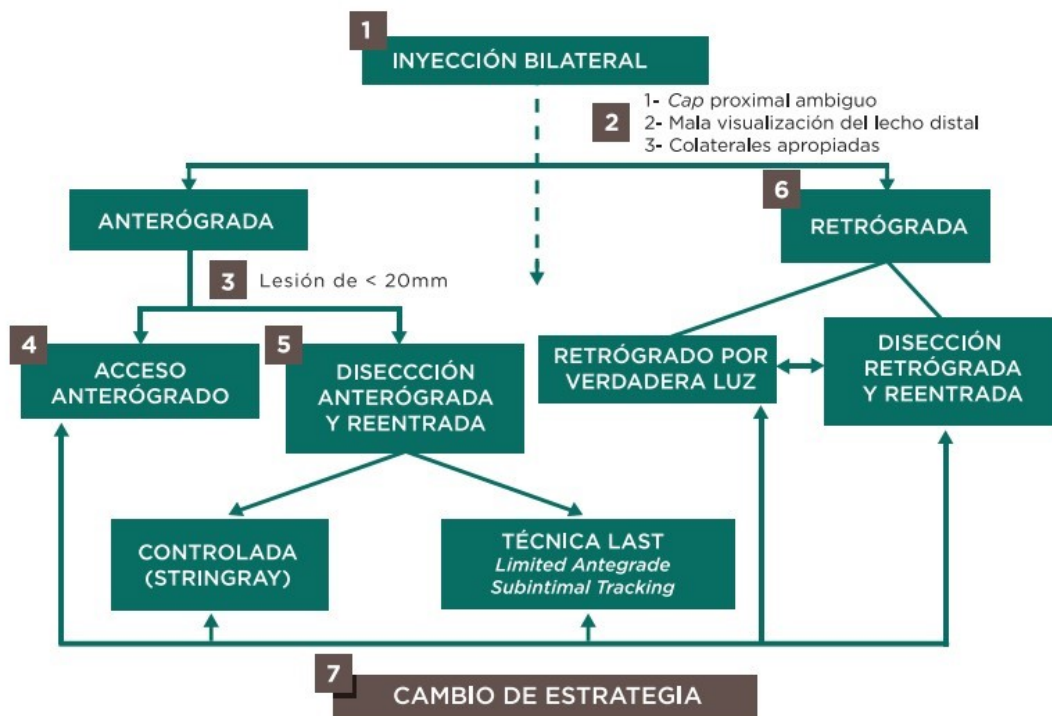 1
INYECCIÓN BILATERAL
2
1- Cap proximal ambiguo
2- Mala visualización del lecho distal
3- Colaterales apropiadas
ANTERÓGRADA
6
RETRÓGRADA
3
Lesión de < 20mm
4
ACCESO
ANTERÓGRADO
5
DISECCCIÓN
ANTERÓGRADA
Y REENTRADA
RETRÓGRADO POR
VERDADERA LUZ
DISECCIÓN
RETRÓGRADA
Y REENTRADA
CONTROLADA
(STRINGRAY)
TÉCNICA LAST
Limited Antegrade
Subintimal Tracking
7
CAMBIO DE ESTRATEGIA